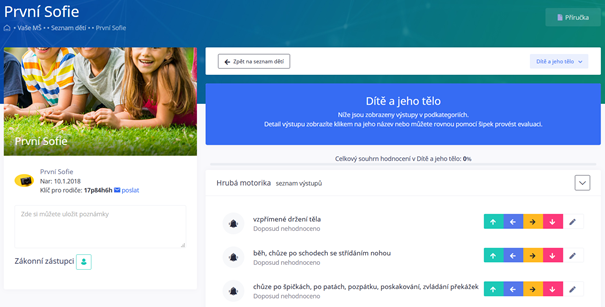 První Sofie
• Vaše MŠ • • Seznam dětí • • První Sofie
Příručka
První Sofie
První Sofie
Nar: 10.1.2018
Klíč pro rodiče: 17p84h6h poslat
Zde si můžete uložit poznámky
Zákonní zástupci
Zpět na seznam dětí
Dítě a jeho tělo
Dítě a jeho tělo
Níže jsou zobrazeny výstupy v podkategoriích.
Detail výstupu zobrazíte klikem na jeho název nebo můžete rovnou pomocí šipek provést evaluaci.
Celkový souhrn hodnocení v Dítě a jeho tělo: 0%
Hrubá motorika seznam výstupů
vzpřímené držení těla
Doposud nehodnoceno
běh, chůze po schodech se střídáním nohou
Doposud nehodnoceno
chůze po špičkách, po patách, pozpátku, poskakování, zvládání překážek
Doposud nehodnoceno